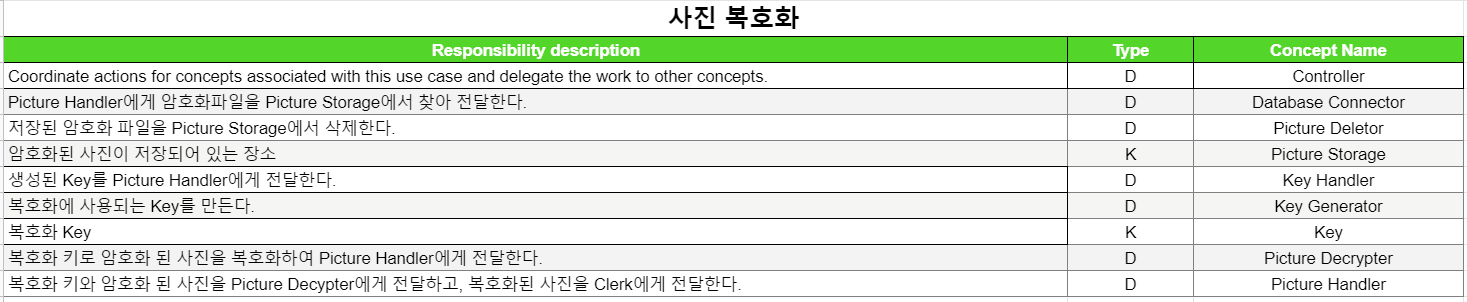 사진 복호화
Responsibility description Type Concept Name
Coordinate actions for concepts associated with this use case and delegate the work to other concepts. D Controller
Picture Handler에게 암호화파일을 Picture Storage에서 찾아 전달한다. D Database Connector
저장된 암호화 파일을 Picture Storage에서 삭제한다. D Picture Deletor
암호화된 사진이 저장되어 있는 장소 K Picture Storage
생성된 Key를 Picture Handler에게 전달한다. D Key Handler
복호화에 사용되는 Key를 만든다. D Key Generator
복호화 Key K Key
복호화 키로 암호화 된 사진을 복호화하여 Picture Handler에게 전달한다. D Picture Decrypter
복호화 키와 암호화 된 사진을 Picture Decypter에게 전달하고, 복호화된 사진을 Clerk에게 전달한다. D Picture Handler